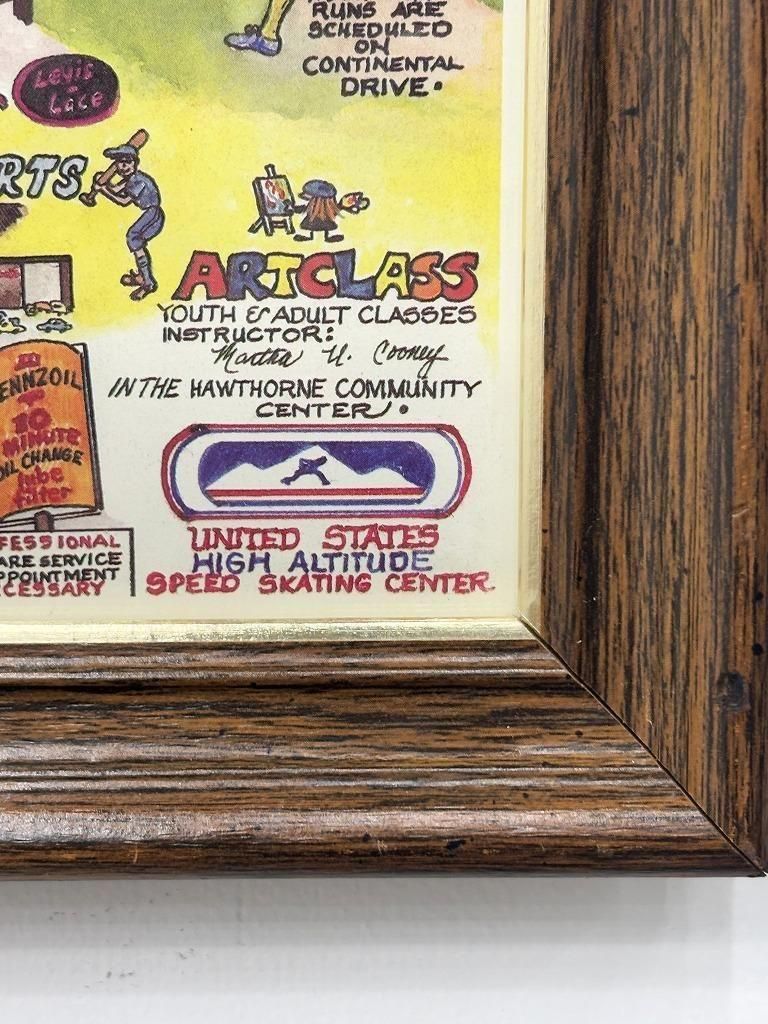 RUNS ARE
SCHEDULED
ON
CONTINENTAL
DRIVE.
Levis
-
Lace
RTS
ARTCLASS
YOUTH & ADULT CLASSES
INSTRUCTOR:
Martha U. Cooney
IN THE HAWTHORNE COMMUNITY
CENTER.
ENNZOIL
10
MINUTE
OIL CHANGE
lube
filter
FESSIONAL
ARE SERVICE
PPOINTMENT
CESSARY
UNITED STATES
HIGH ALTITUDE
SPEED SKATING CENTER